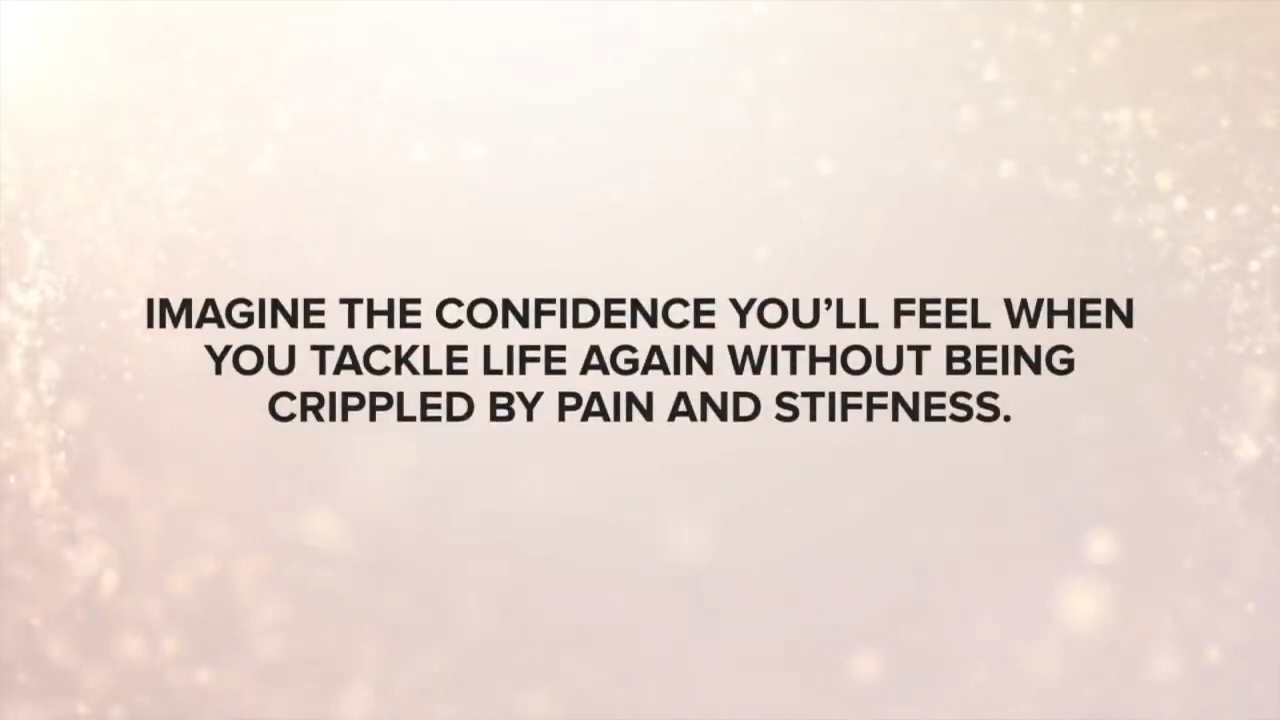 IMAGINE THE CONFIDENCE YOU’LL FEEL WHEN
YOU TACKLE LIFE AGAIN WITHOUT BEING
CRIPPLED BY PAIN AND STIFFNESS.